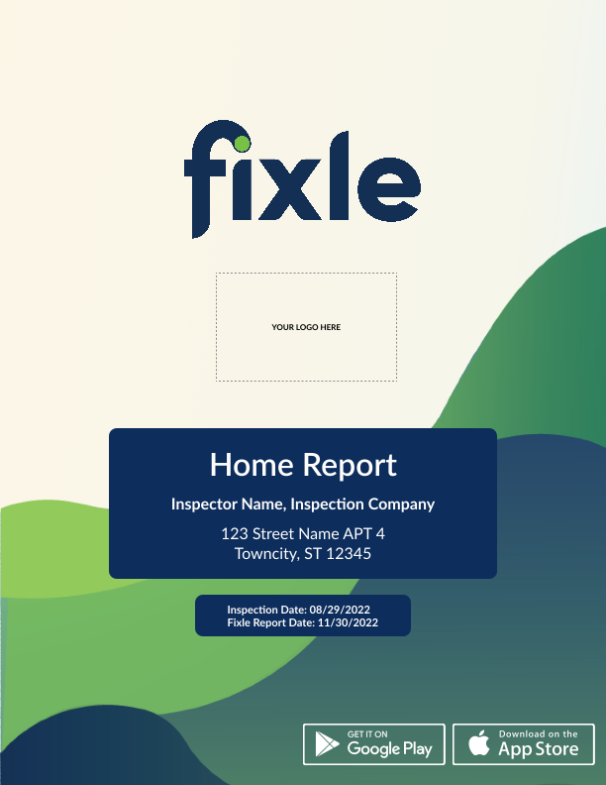 fixle
YOUR LOGO HERE
Home Report
Inspector Name, Inspection Company
123 Street Name APT 4
Towncity, ST 12345
Inspection Date: 08/29/2022
Fixle Report Date: 11/30/2022
GET IT ON
Google Play
Download on the
App Store